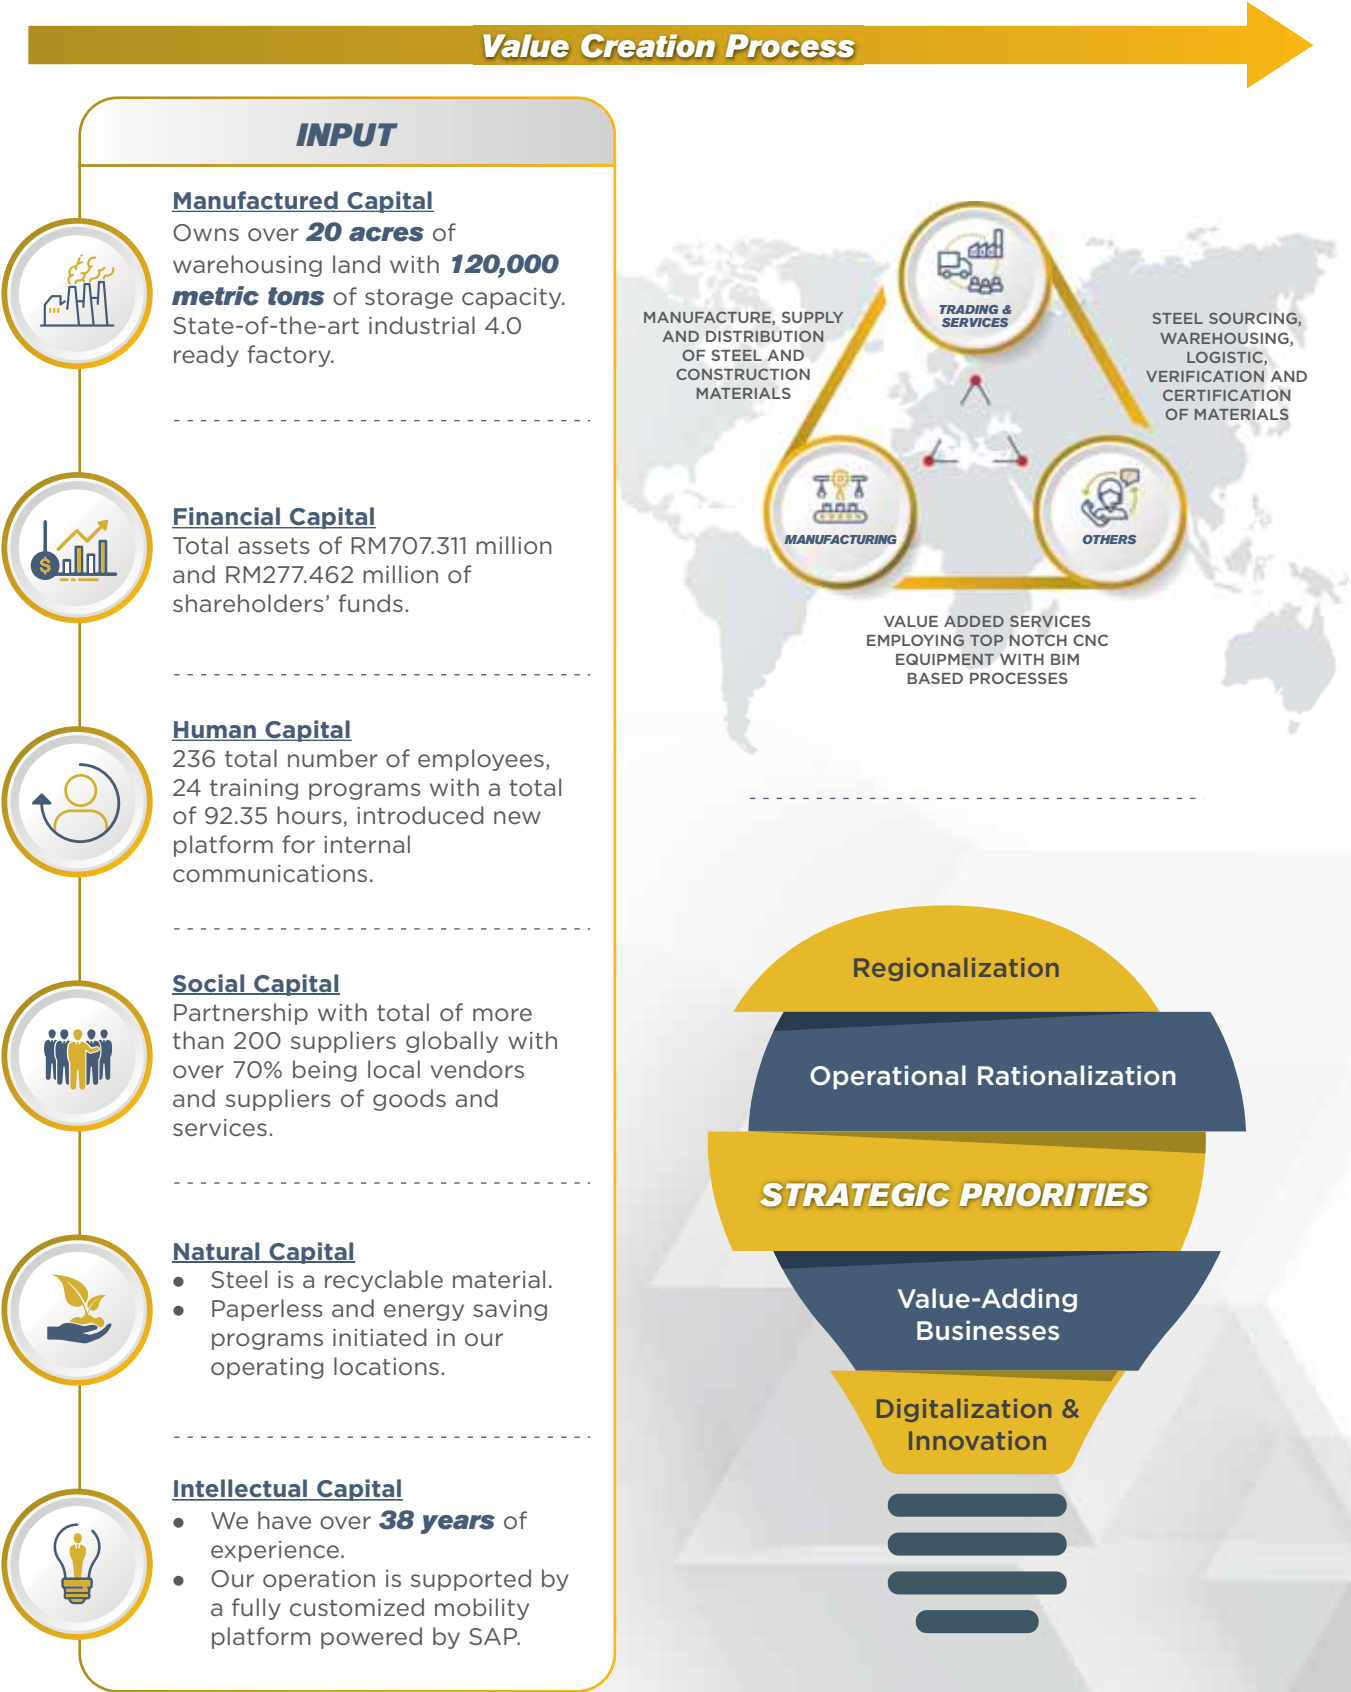 Value Creation Process
INPUT
Manufactured Capital
Owns over 20 acres of
warehousing land with 120,000
metric tons of storage capacity.
State-of-the-art industrial 4.0
ready factory.
Financial Capital
Total assets of RM707.311 million
and RM277.462 million of
shareholders’ funds.
Human Capital
236 total number of employees,
24 training programs with a total
of 92.35 hours, introduced new
platform for internal
communications.
Social Capital
Partnership with total of more
than 200 suppliers globally with
over 70% being local vendors
and suppliers of goods and
services.
Natural Capital
● Steel is a recyclable material.
● Paperless and energy saving
programs initiated in our
operating locations.
Intellectual Capital
● We have over 38 years of
experience.
● Our operation is supported by
a fully customized mobility
platform powered by SAP.
TRADING &
SERVICES
MANUFACTURE, SUPPLY
AND DISTRIBUTION
OF STEEL AND
CONSTRUCTION
MATERIALS
STEEL SOURCING,
WAREHOUSING,
LOGISTIC,
VERIFICATION AND
CERTIFICATION
OF MATERIALS
MANUFACTURING
OTHERS
VALUE ADDED SERVICES
EMPLOYING TOP NOTCH CNC
EQUIPMENT WITH BIM
BASED PROCESSES
Regionalization
Operational Rationalization
STRATEGIC PRIORITIES
Value-Adding
Businesses
Digitalization &
Innovation